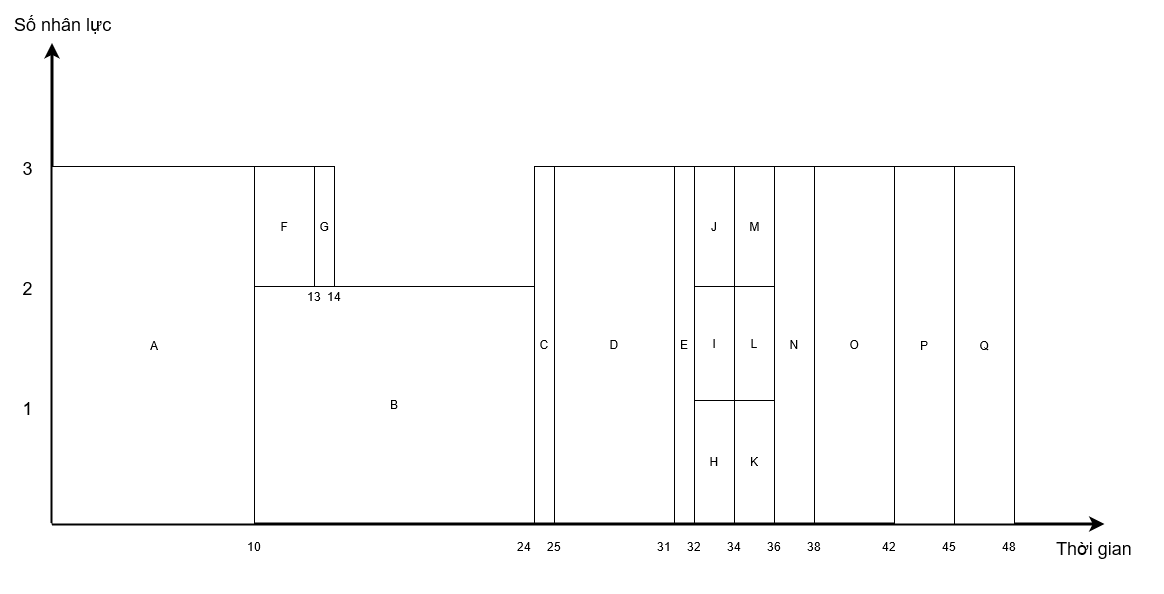 Số nhân lực
3
F
G
J
M
2
13
14
A
C
D
E
I
L
N
O
P
Q
1
B
H
K
10
24
25
31
32
34
36
38
42
45
48
Thời gian